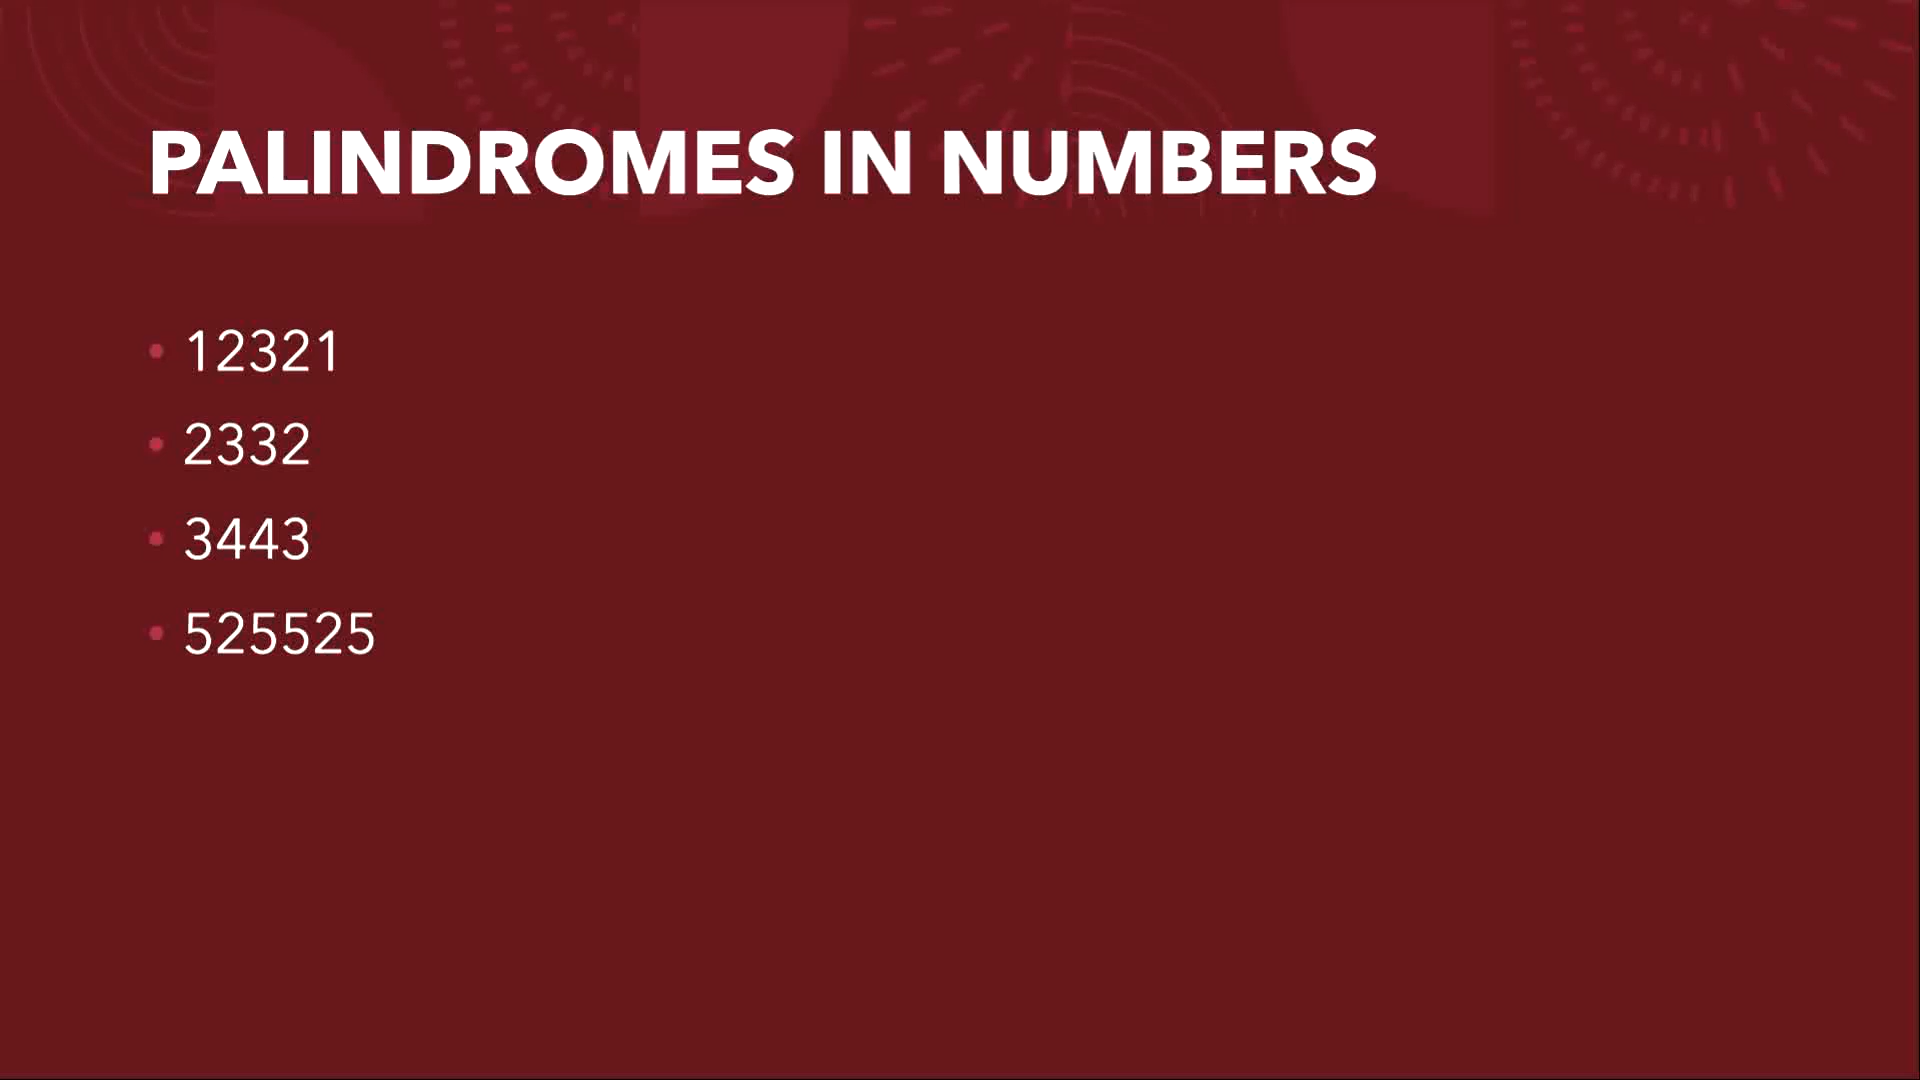 PALINDROMES IN NUMBERS
• 12321
• 2332
• 3443
• 525525